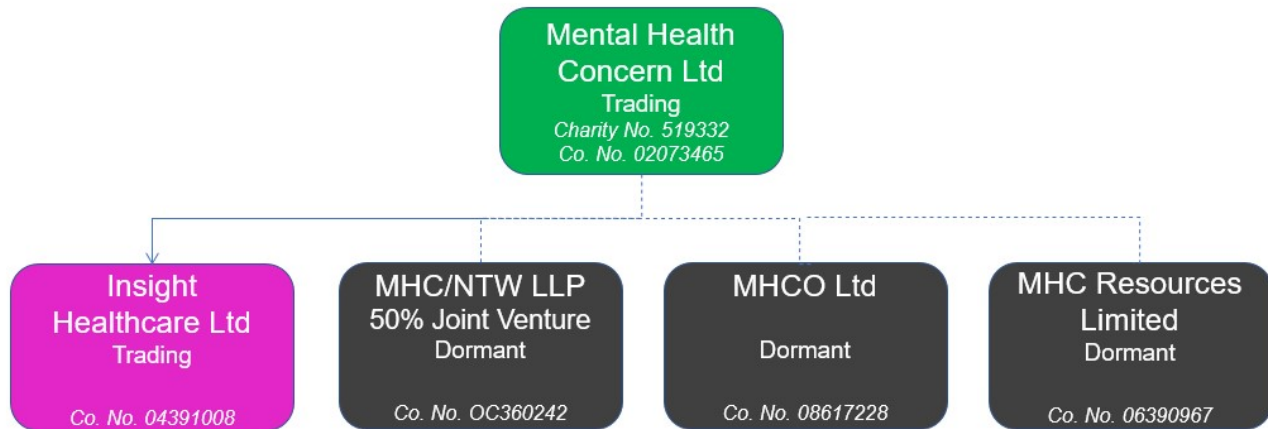 Mental Health
Concern Ltd
Trading
Charity No. 519332
Co. No. 02073465
Insight
Healthcare Ltd
Trading
Co. No. 04391008
MHC/NTW LLP
50% Joint Venture
Dormant
Co. No. OC360242
MHCO Ltd
Dormant
Co. No. 08617228
MHC Resources
Limited
Dormant
Co. No. 06390967